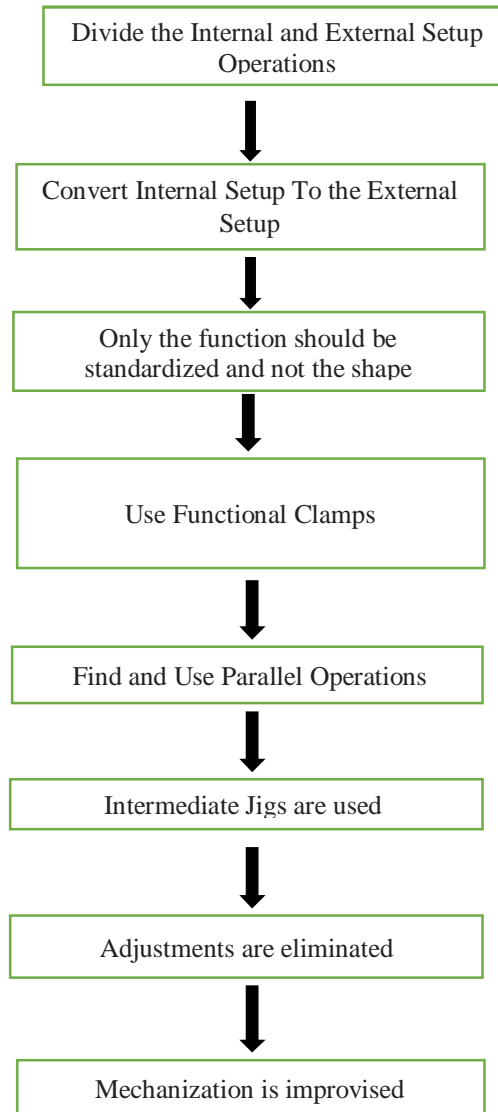 Divide the Internal and External Setup
Operations
Convert Internal Setup To the External
Setup
Only the function should be
standardized and not the shape
Use Functional Clamps
Find and Use Parallel Operations
Intermediate Jigs are used
Adjustments are eliminated
Mechanization is improvised